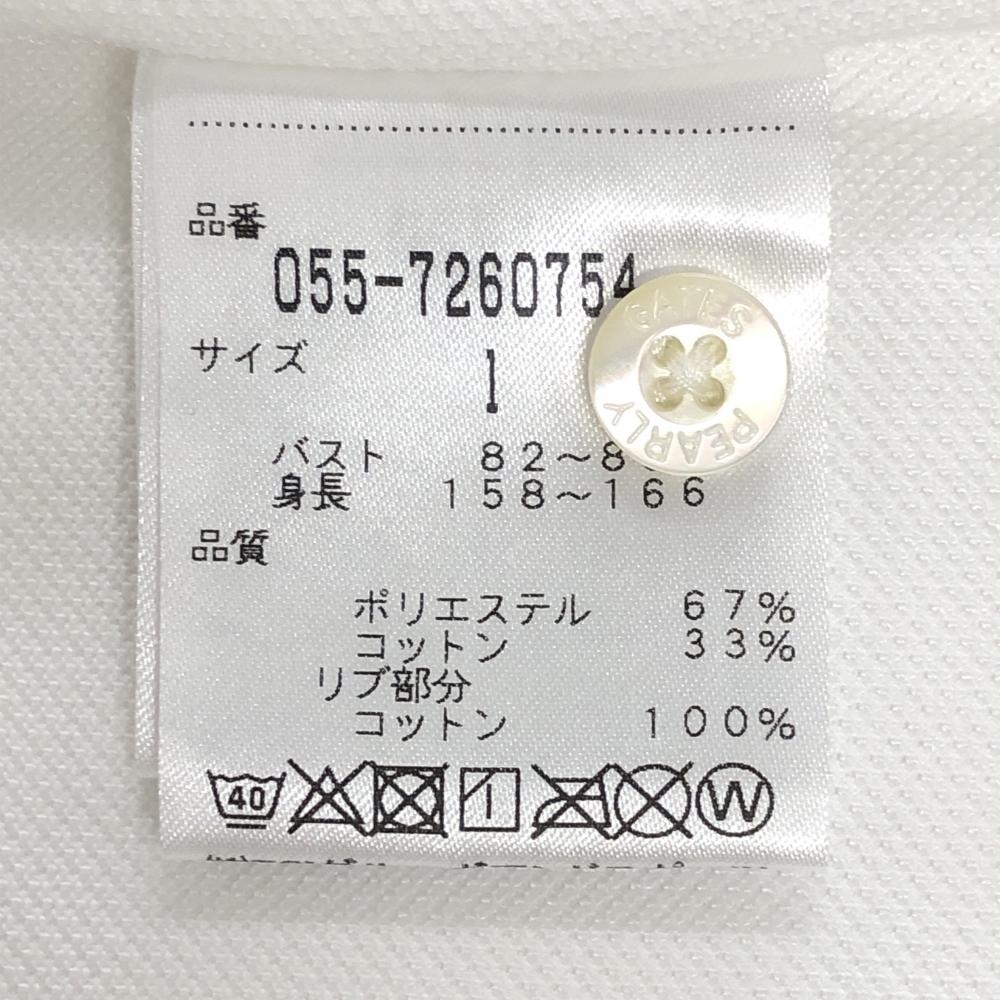 品番
055-7260754
サイズ 1
バスト 82～8
身長 158～166
品質
ポリエステル 67%
コットン 33%
リブ部分
コットン 100%
40 W
GATES
PEARLY